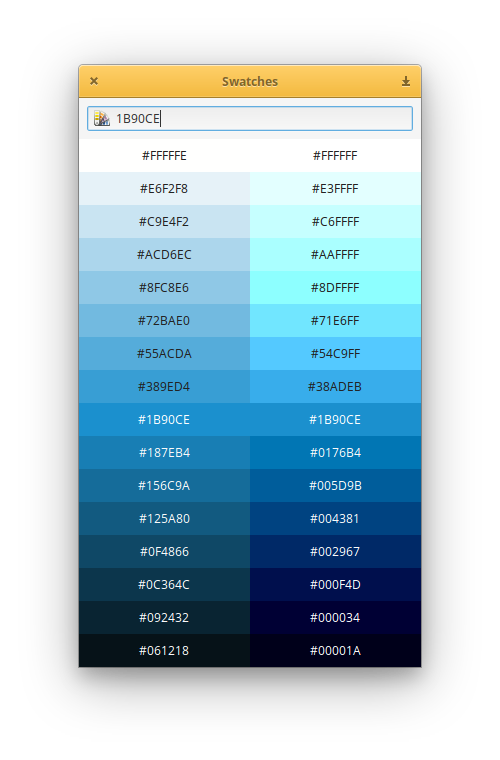 Swatches
1B90CE
#FFFFFE #FFFFFF
#E6F2F8 #E3FFFF
#C9E4F2 #C6FFFF
#ACD6EC #AAFFFF
#8FC8E6 #8DFFFF
#72BAE0 #71E6FF
#55ACDA #54C9FF
#389ED4 #38ADEB
#1B90CE #1B90CE
#187EB4 #0176B4
#156C9A #005D9B
#125A80 #004381
#0F4866 #002967
#0C364C #000F4D
#092432 #000034
#061218 #00001A